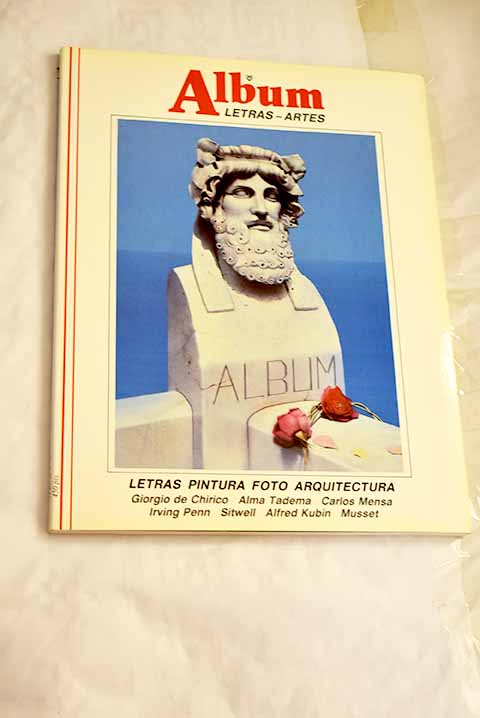 Album
LETRAS - ARTES
ALBUM
LETRAS PINTURA FOTO ARQUITECTURA
Giorgio de Chirico Alma Tadema Carlos Mensa
Irving Penn Sitwell Alfred Kubin Musset